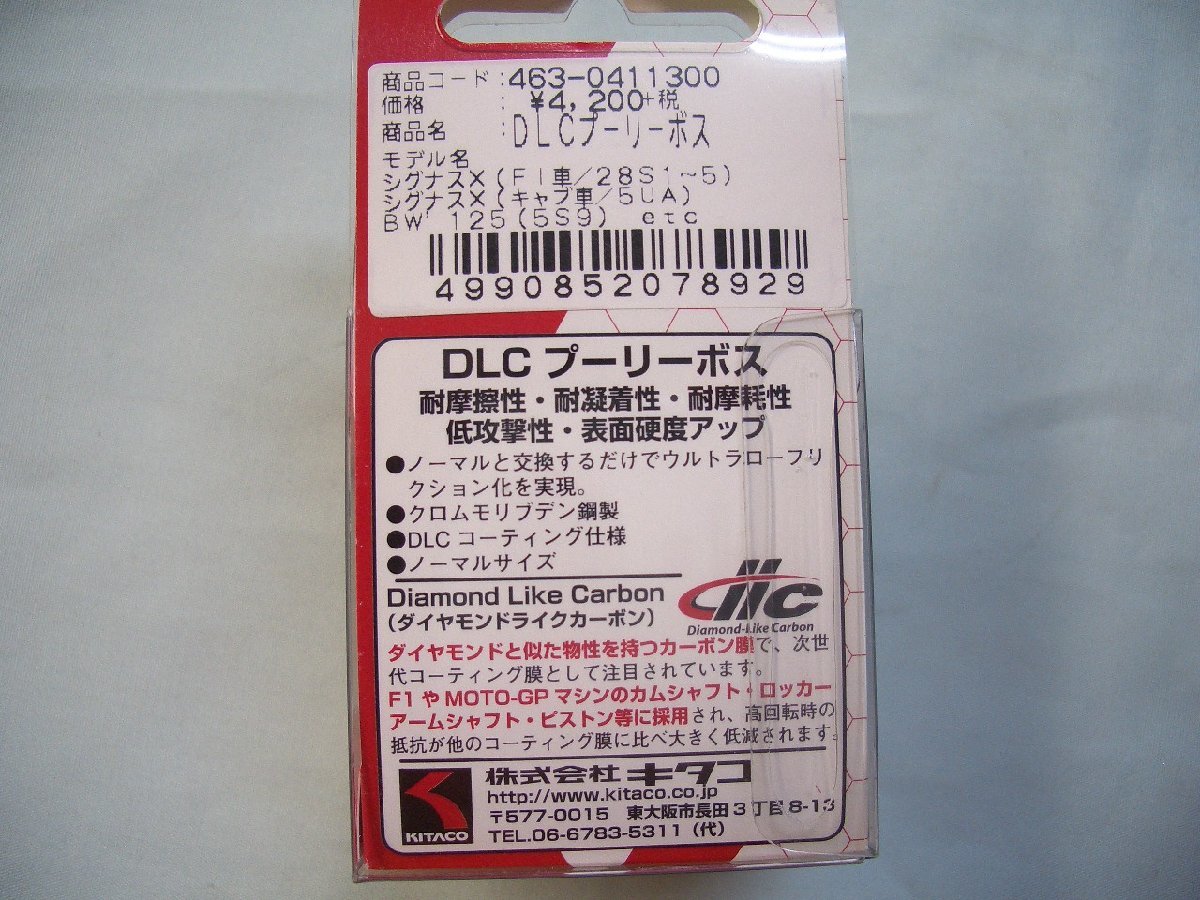 商品コード:463-0411300
価格 : ¥4,200+税
商品名 :DLCプーリーボス
モデル名
シグナスX(FI車/28S1~5)
シグナスX(キャブ車/5UA)
BW' 125(5S9) etc
4990852078929
DLC プーリーボス
耐摩擦性・耐凝着性・耐摩耗性
低攻撃性・表面硬度アップ
●ノーマルと交換するだけでウルトラローフリ
クション化を実現。
●クロムモリブデン鋼製
●DLC コーティング仕様
●ノーマルサイズ
Diamond Like Carbon
(ダイヤモンドライクカーボン)
dlc
Diamond-Like Carbon
ダイヤモンドと似た物性を持つカーボン膜で、次世
代コーティング膜として注目されています。
F1 や MOTO-GP マシンのカムシャフト・ロッカー
アームシャフト・ピストン等に採用され、高回転時の
抵抗が他のコーティング膜に比べ大きく低減されます。
KITACO
株式会社 キタコ
http://www.kitaco.co.jp
〒577-0015 東大阪市長田3丁目8-13
TEL.06-6783-5311(代)